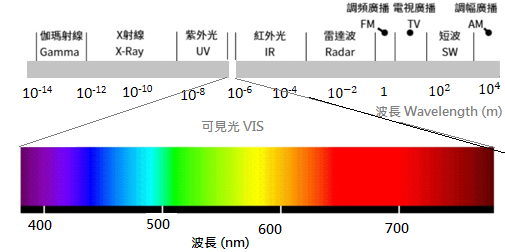 調頻廣播 電視廣播 調幅廣播
FM TV AM
伽瑪射線 X射線 紫外光 紅外光 雷達波 短波
Gamma X-Ray UV IR Radar SW
10⁻¹⁴ 10⁻¹² 10⁻¹⁰ 10⁻⁸ 10⁻⁶ 10⁻⁴ 10⁻² 1 10² 10⁴
波長 Wavelength (m)
可見光 VIS
400 500 600 700
波長 (nm)